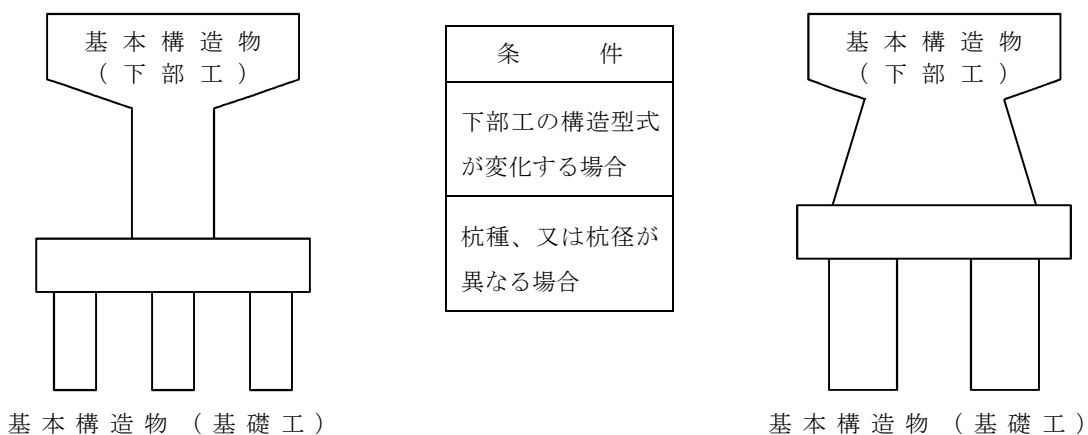 基本構造物
（下部工）
基本構造物（基礎工）
条件
下部工の構造型式
が変化する場合
杭種、又は杭径が
異なる場合
基本構造物
（下部工）
基本構造物（基礎工）